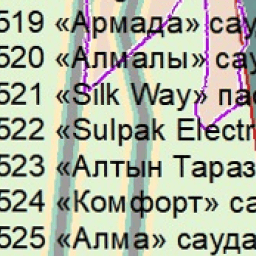 519 «Армада» сау
520 «Алмалы» сау
521 «Silk Way» па
522 «Sulpak Electr
523 «Алтын Тараз
524 «Комфорт» са
525 «Алма» сауда